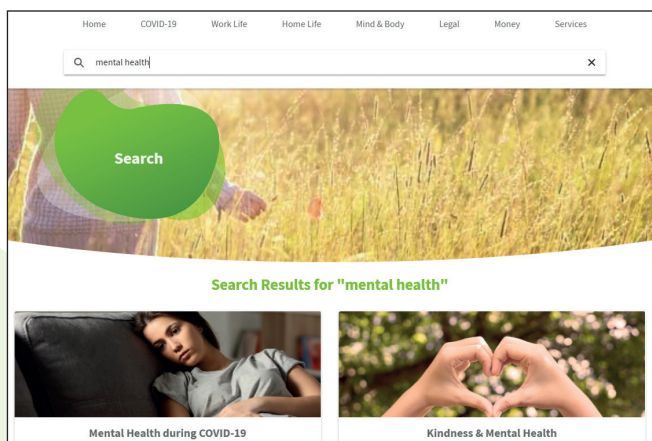 Home COVID-19 Work Life Home Life Mind & Body Legal Money Services
mental health
Search
Search Results for "mental health"
Mental Health during COVID-19 Kindness & Mental Health